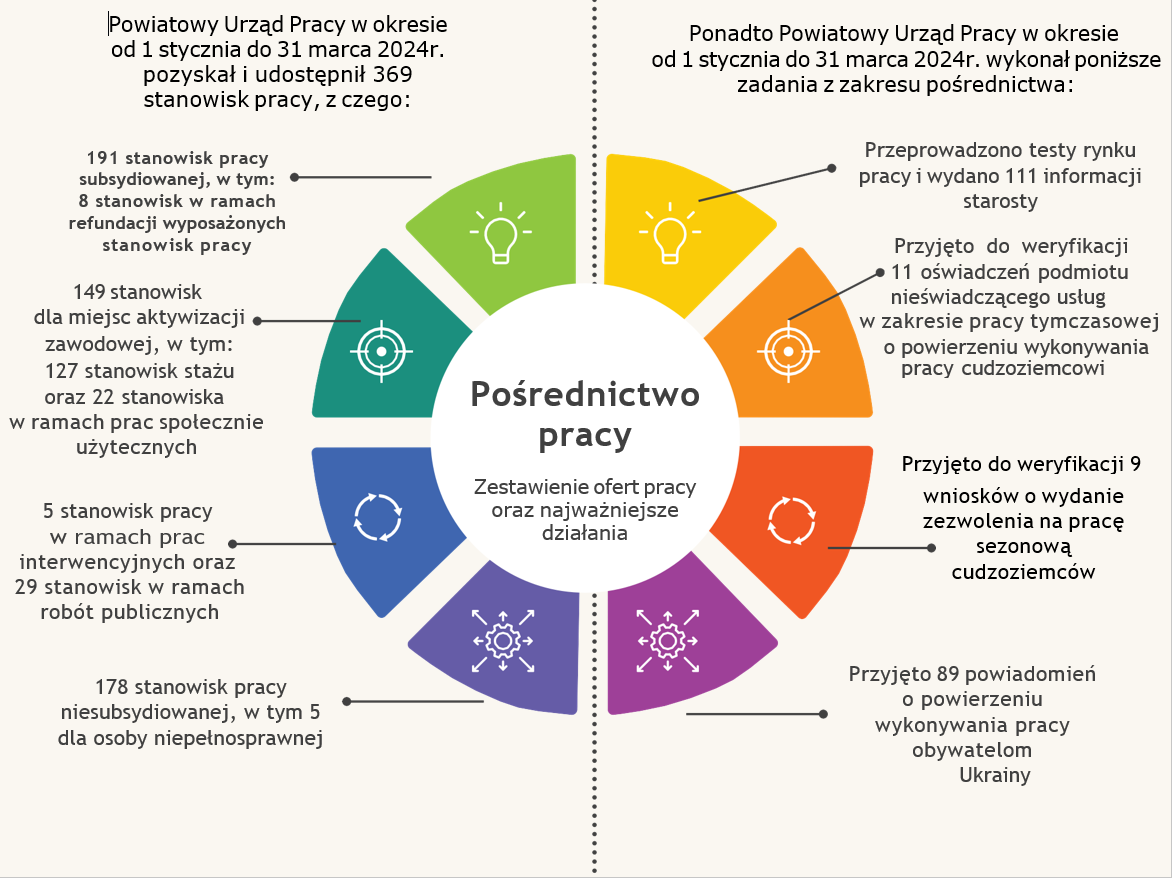 Powiatowy Urząd Pracy w okresie
od 1 stycznia do 31 marca 2024r.
pozyskał i udostępnił 369
stanowisk pracy, z czego:
191 stanowisk pracy
subsydiowanej, w tym:
8 stanowisk w ramach
refundacji wyposażonych
stanowisk pracy
149 stanowisk
dla miejsc aktywizacji
zawodowej, w tym:
127 stanowisk stażu
oraz 22 stanowiska
w ramach prac społecznie
użytecznych
5 stanowisk pracy
w ramach prac
interwencyjnych oraz
29 stanowisk w ramach
robót publicznych
178 stanowisk pracy
niesubsydiowanej, w tym 5
dla osoby niepełnosprawnej
Pośrednictwo
pracy
Zestawienie ofert pracy
oraz najważniejsze
działania
Ponadto Powiatowy Urząd Pracy w okresie
od 1 stycznia do 31 marca 2024r. wykonał poniższe
zadania z zakresu pośrednictwa:
Przeprowadzono testy rynku
pracy i wydano 111 informacji
starosty
Przyjęto do weryfikacji
11 oświadczeń podmiotu
nieświadczącego usług
w zakresie pracy tymczasowej
o powierzeniu wykonywania
pracy cudzoziemcowi
Przyjęto do weryfikacji 9
wniosków o wydanie
zezwolenia na pracę
sezonową
cudzoziemców
Przyjęto 89 powiadomień
o powierzeniu
wykonywania pracy
obywatelom
Ukrainy